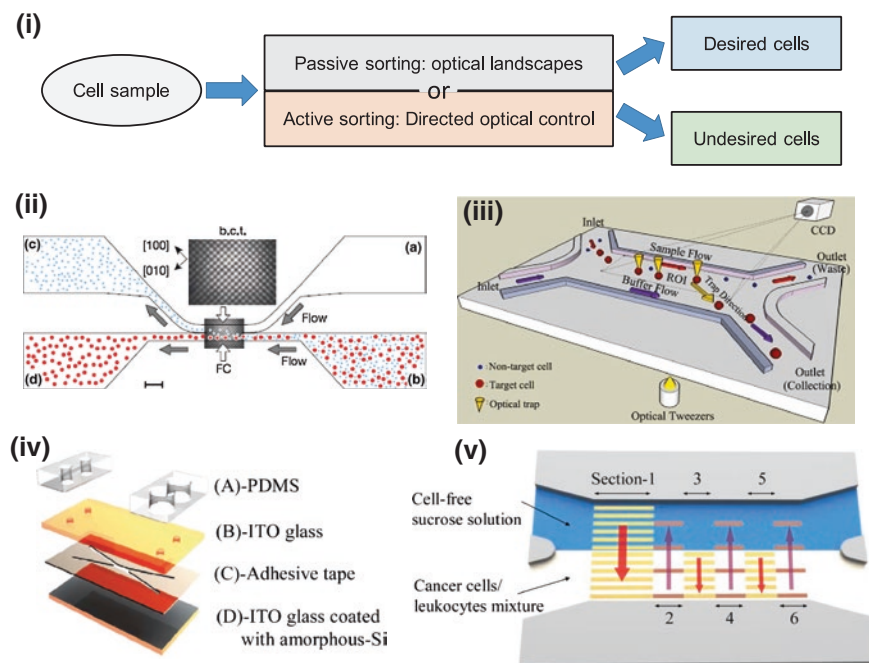 (i)
Cell sample
Passive sorting: optical landscapes
or
Active sorting: Directed optical control
Desired cells
Undesired cells
(ii)
(c)
[100]
[010]
b.c.t.
(a)
Flow
FC
Flow
(d)
(b)
(iii)
CCD
Inlet
Sample Flow
Outlet
(Waste)
Inlet
ROI
Trap Direction
Buffer Flow
Non-target cell
: Target cell
: Optical trap
Optical Tweezers
Outlet
(Collection)
(iv)
(A)-PDMS
(B)-ITO glass
(C)-Adhesive tape
(D)-ITO glass coated
with amorphous-Si
(v)
Section-1
3
5
Cell-free
sucrose solution
Cancer cells/
leukocytes mixture
2
4
6